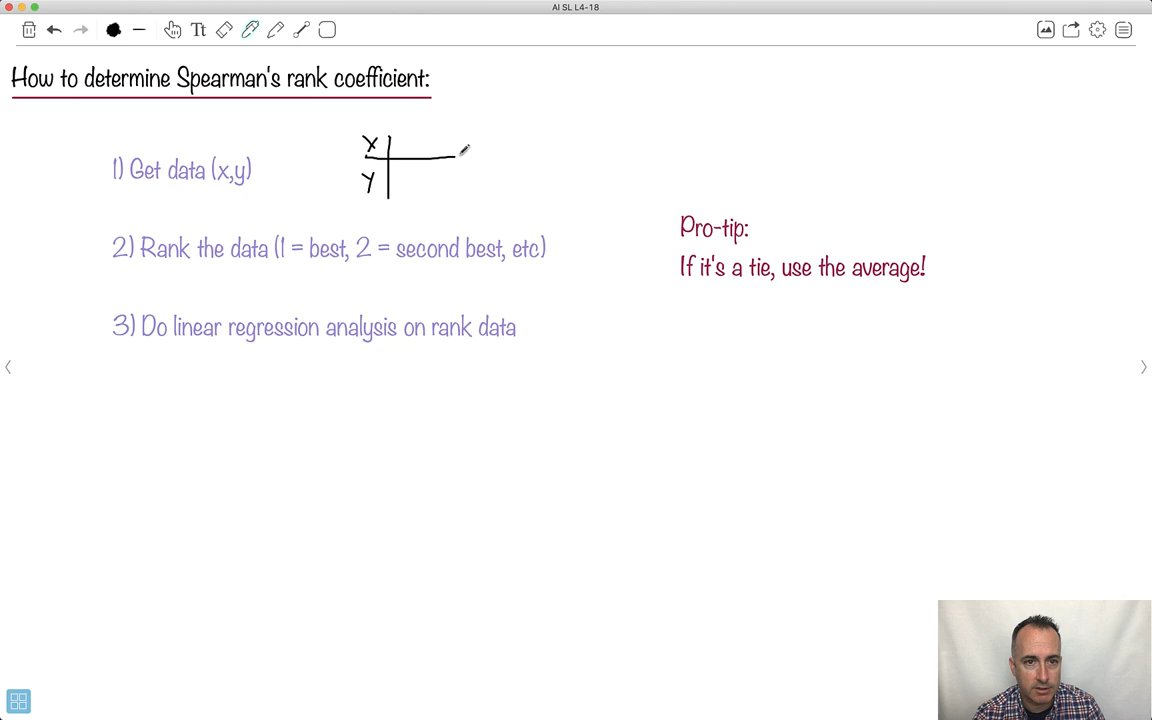 AI SL L4-18
Tt
How to determine Spearman's rank coefficient:
1) Get data (x,y)
x
y
2) Rank the data (1 = best, 2 = second best, etc)
Pro-tip:
If it's a tie, use the average!
3) Do linear regression analysis on rank data